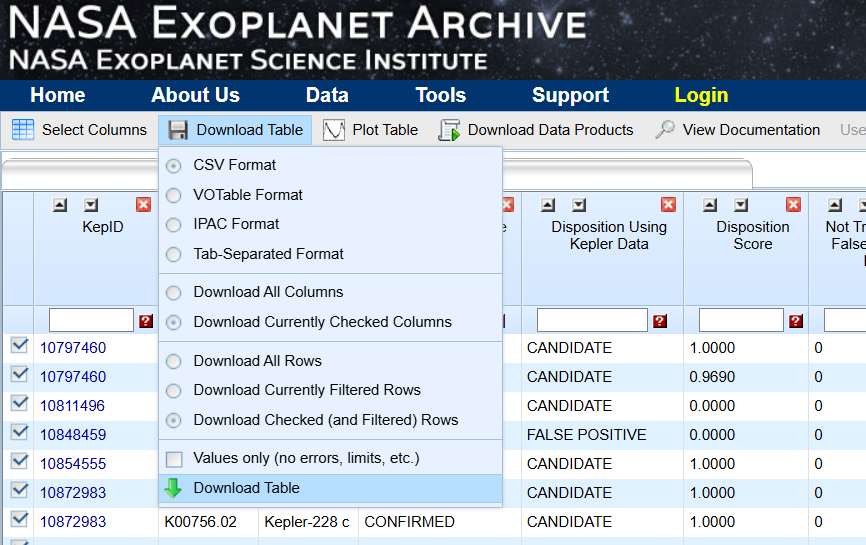 NASA EXOPLANET ARCHIVE
NASA EXOPLANET SCIENCE INSTITUTE
Home About Us Data Tools Support Login
Select Columns Download Table Plot Table Download Data Products View Documentation Use
CSV Format
VOTable Format
IPAC Format
Tab-Separated Format
Download All Columns
Download Currently Checked Columns
Download All Rows
Download Currently Filtered Rows
Download Checked (and Filtered) Rows
Values only (no errors, limits, etc.)
Download Table
KepID
Disposition Using
Kepler Data
Disposition
Score
Not Tr
False
10797460 CANDIDATE 1.0000 0
10797460 CANDIDATE 0.9690 0
10811496 CANDIDATE 0.0000 0
10848459 FALSE POSITIVE 0.0000 0
10854555 CANDIDATE 1.0000 0
10872983 CANDIDATE 1.0000 0
10872983 K00756.02 Kepler-228 c CONFIRMED CANDIDATE 1.0000 0